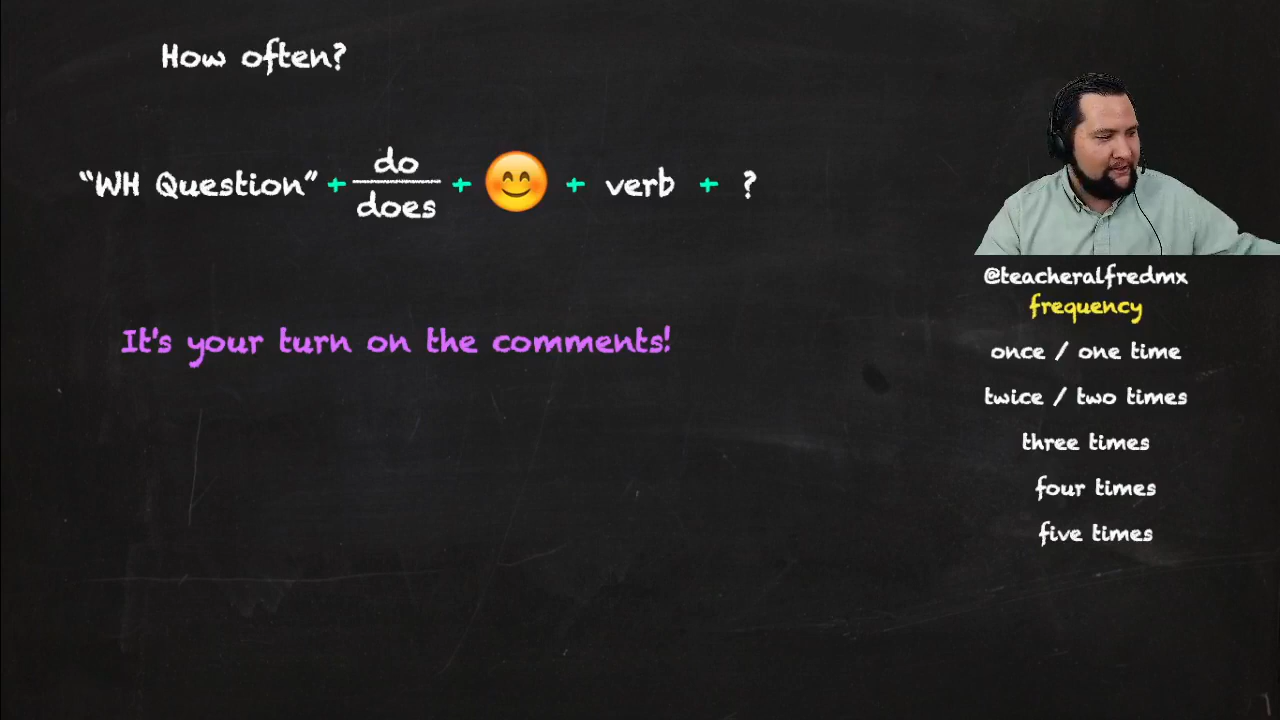 How often?
“WH Question” + do/does + 😊 + verb + ?
It's your turn on the comments!
@teacheralfredmx
frequency
once / one time
twice / two times
three times
four times
five times